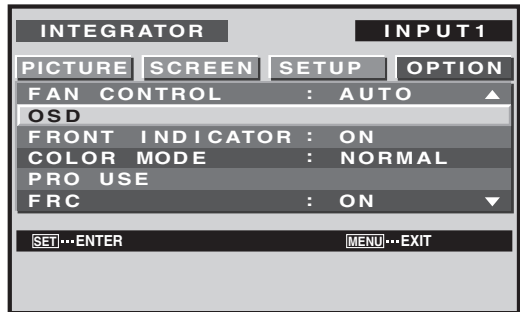 INTEGRATOR INPUT1
PICTURE SCREEN SETUP OPTION
FAN CONTROL : AUTO ▲
OSD
FRONT INDICATOR : ON
COLOR MODE : NORMAL
PRO USE
FRC : ON ▼
SET···ENTER MENU···EXIT